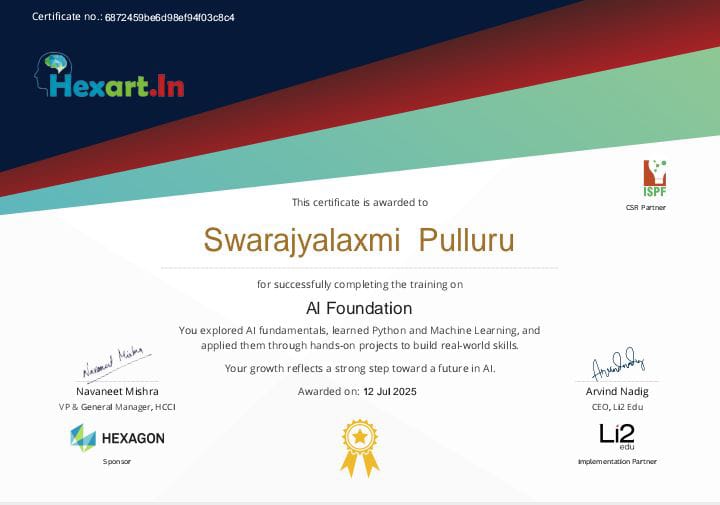 Certificate no.: 6872459be6d98ef94f03c8c4
Hexart.In
ISPF
CSR Partner
This certificate is awarded to
Swarajyalaxmi Pulluru
for successfully completing the training on
AI Foundation
You explored AI fundamentals, learned Python and Machine Learning, and
applied them through hands-on projects to build real-world skills.
Your growth reflects a strong step toward a future in AI.
Navaneet Mishra
Navaneet Mishra
VP & General Manager, HCCI
HEXAGON
Sponsor
Awarded on: 12 Jul 2025
Arvind Nadig
CEO, Li2 Edu
Li2
edu
Implementation Partner